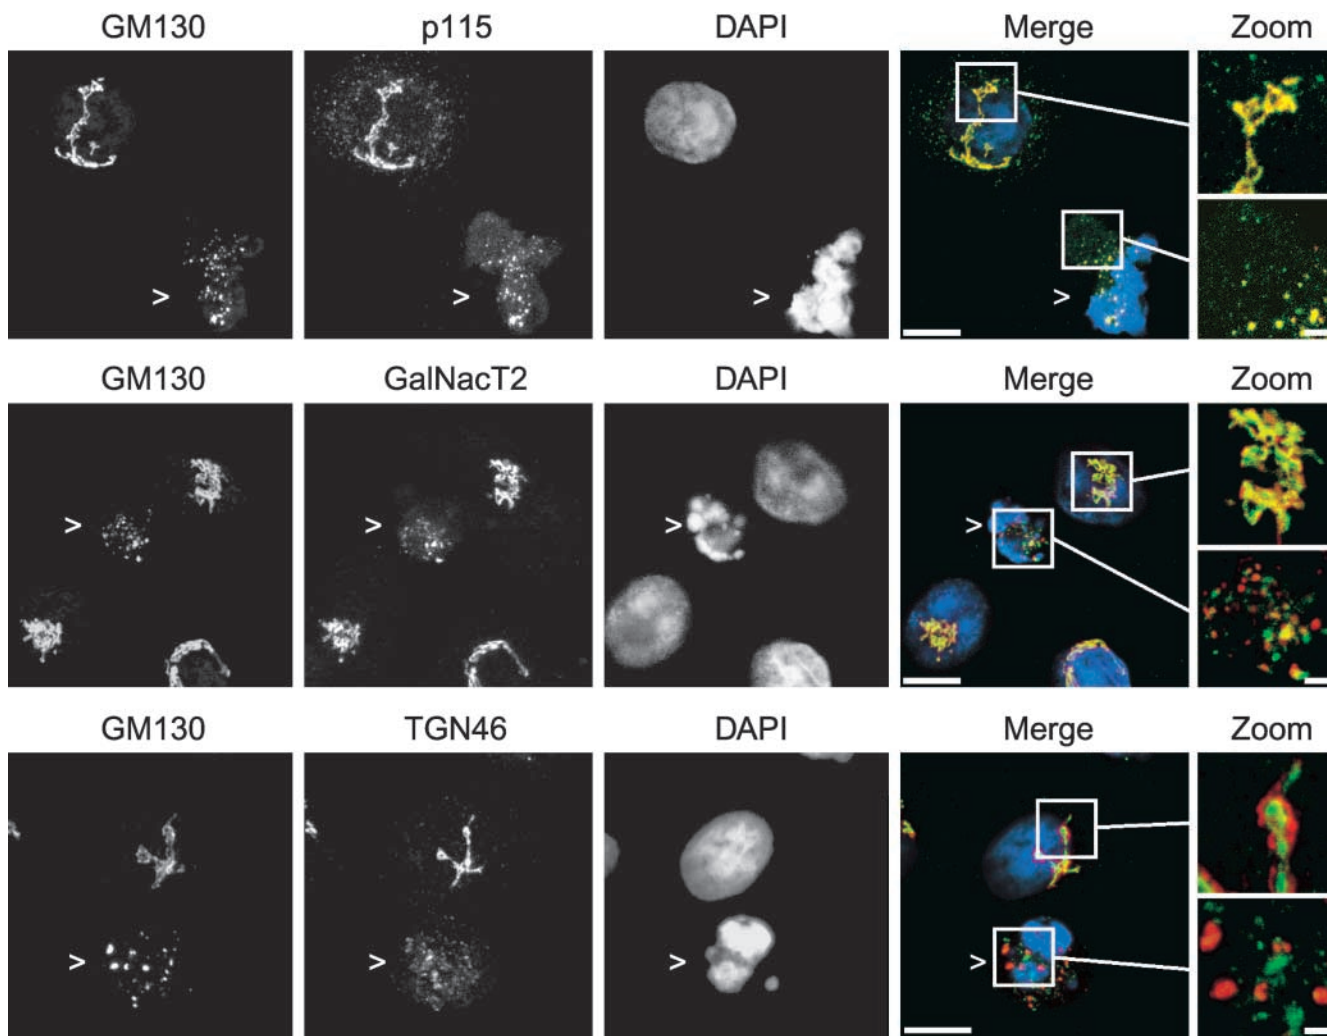 GM130 p115 DAPI Merge Zoom
> > > >
GM130 GalNacT2 DAPI Merge Zoom
> > > >
GM130 TGN46 DAPI Merge Zoom
> > > >